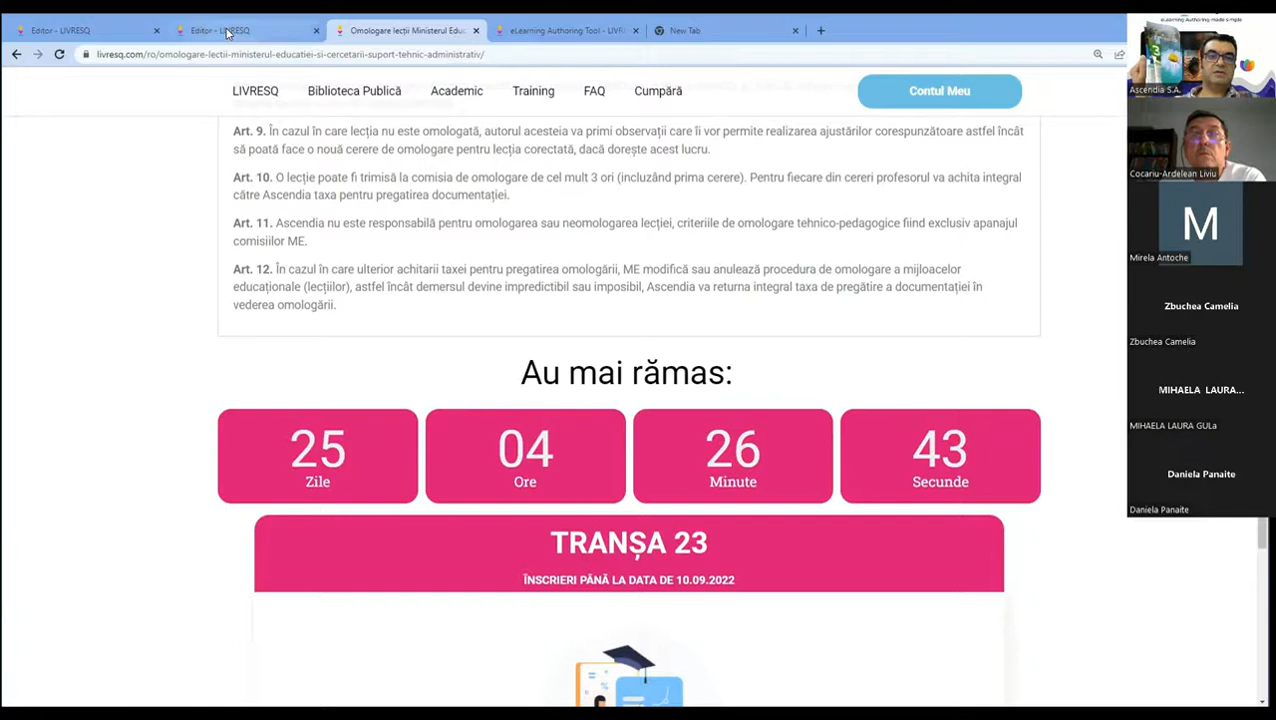 Editor - LIVRESQ
Editor - LIVRESQ
Omologare lecții Ministerul Educ
eLearning Authoring Tool - LIVRE
New Tab
livresq.com/ro/omologare-lectii-ministerul-educatiei-si-cercetarii-suport-tehnic-administrativ/
LIVRESQ
Biblioteca Publică
Academic
Training
FAQ
Cumpără
Contul Meu
Art. 9. În cazul în care lecția nu este omologată, autorul acesteia va primi observații care îi vor permite realizarea ajustărilor corespunzătoare astfel încât
să poată face o nouă cerere de omologare pentru lecția corectată, dacă dorește acest lucru.
Art. 10. O lecție poate fi trimisă la comisia de omologare de cel mult 3 ori (incluzând prima cerere). Pentru fiecare din cereri profesorul va achita integral
către Ascendia taxa pentru pregatirea documentației.
Art. 11. Ascendia nu este responsabilă pentru omologarea sau neomologarea lecției, criteriile de omologare tehnico-pedagogice fiind exclusiv apanajul
comisiilor ME.
Art. 12. În cazul în care ulterior achitarii taxei pentru pregatirea omologării, ME modifică sau anulează procedura de omologare a mijloacelor
educaționale (lecțiilor), astfel încât demersul devine impredictibil sau imposibil, Ascendia va returna integral taxa de pregătire a documentației în
vederea omologării.
Au mai rămas:
25
04
26
43
Zile
Ore
Minute
Secunde
TRANȘA 23
ÎNSCRIERI PÂNĂ LA DATA DE 10.09.2022
eLearning Authoring made simple
3
Ascendia S.A.
Cocariu-Ardelean Liviu
M
Mirela Antoche
Zbuchea Camelia
Zbuchea Camelia
MIHAELA LAURA...
MIHAELA LAURA GULa
Daniela Panaite
Daniela Panaite